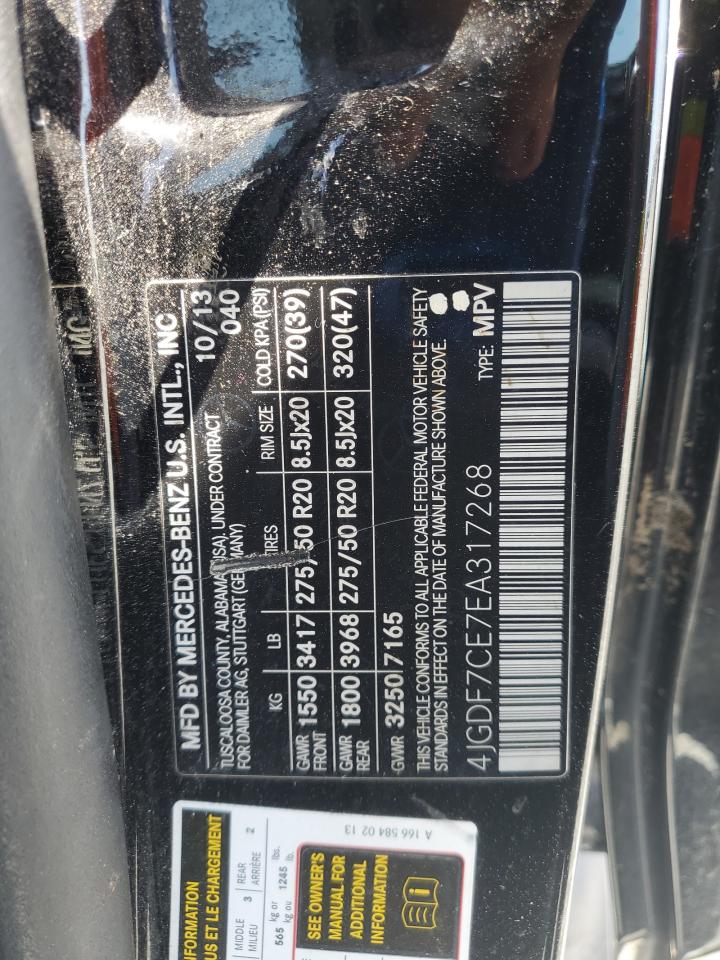 MFD BY MERCEDES-BENZ U.S. INTL., INC
TUSCALOOSA COUNTY, ALABAMA (USA). UNDER CONTRACT 10/13
FOR DAIMLER AG, STUTTGART (GERMANY) 040
KG LB TIRES RIM SIZE COLD KPA (PSI)
GAWR FRONT 1550 3417 275/50 R20 8.5Jx20 270(39)
GAWR REAR 1800 3968 275/50 R20 8.5Jx20 320(47)
GVWR 3250 7165
THIS VEHICLE CONFORMS TO ALL APPLICABLE FEDERAL MOTOR VEHICLE SAFETY
STANDARDS IN EFFECT ON THE DATE OF MANUFACTURE SHOWN ABOVE.
4JGDF7CE7EA317268 TYPE: MPV
INFORMATION
US ET LE CHARGEMENT
MIDDLE 3 REAR 2
MILIEU ARRIÈRE
565 kg or 1245 lbs.
kg ou lb.
SEE OWNER'S
MANUAL FOR
ADDITIONAL
INFORMATION
A 166 584 02 13